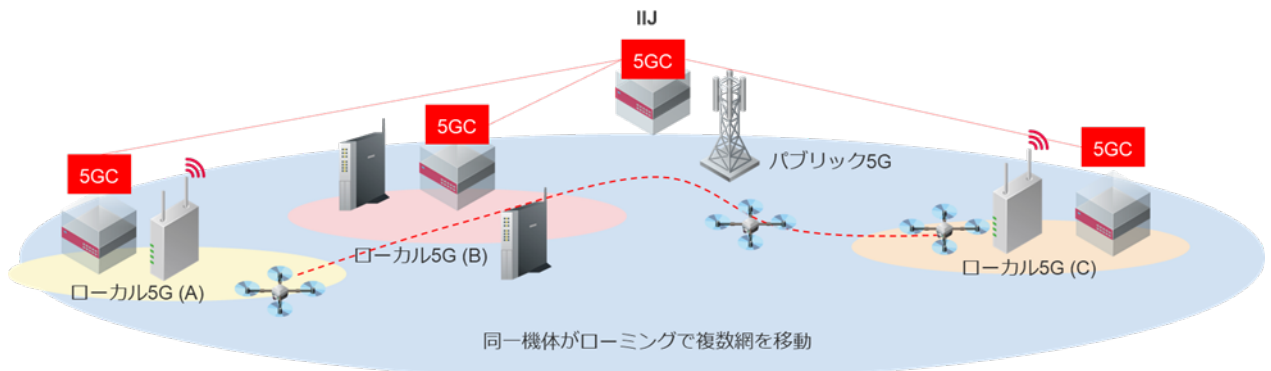 IIJ
5GC
5GC
5GC
5GC
パブリック5G
ローカル5G (B)
ローカル5G (A)
ローカル5G (C)
同一機体がローミングで複数網を移動